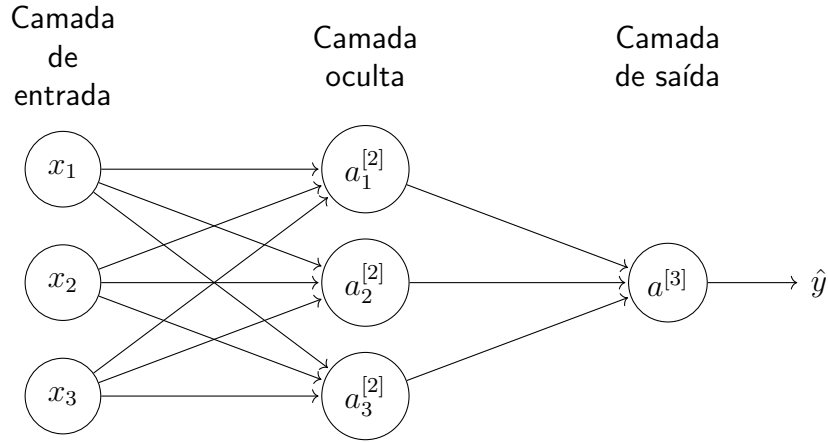 Camada
de
entrada
Camada
oculta
Camada
de saída
x₁
a₁^[2]
x₂
a₂^[2]
a^[3]
ŷ
x₃
a₃^[2]